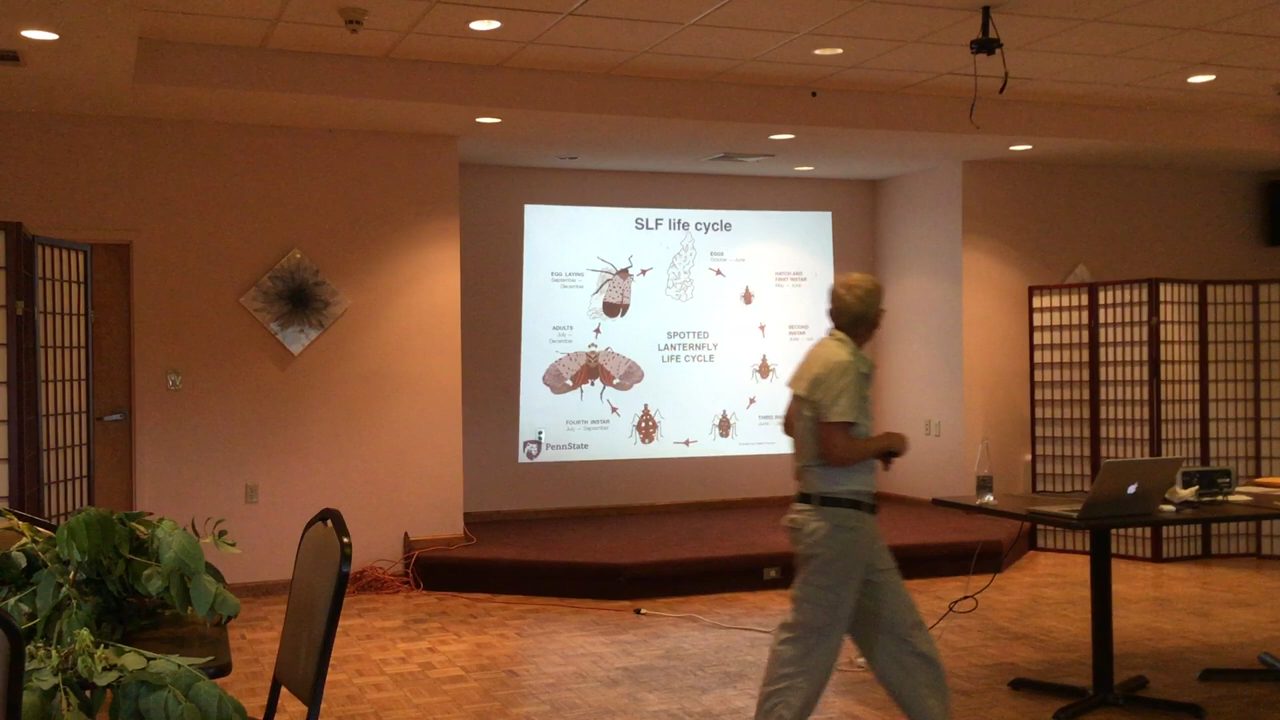 SLF life cycle
EGGS
October — June
EGG LAYING
September —
December
HATCH AND
FIRST INSTAR
May — June
ADULTS
July —
December
SECOND
INSTAR
June — July
SPOTTED
LANTERNFLY
LIFE CYCLE
FOURTH INSTAR
July — September
THIRD
PennState